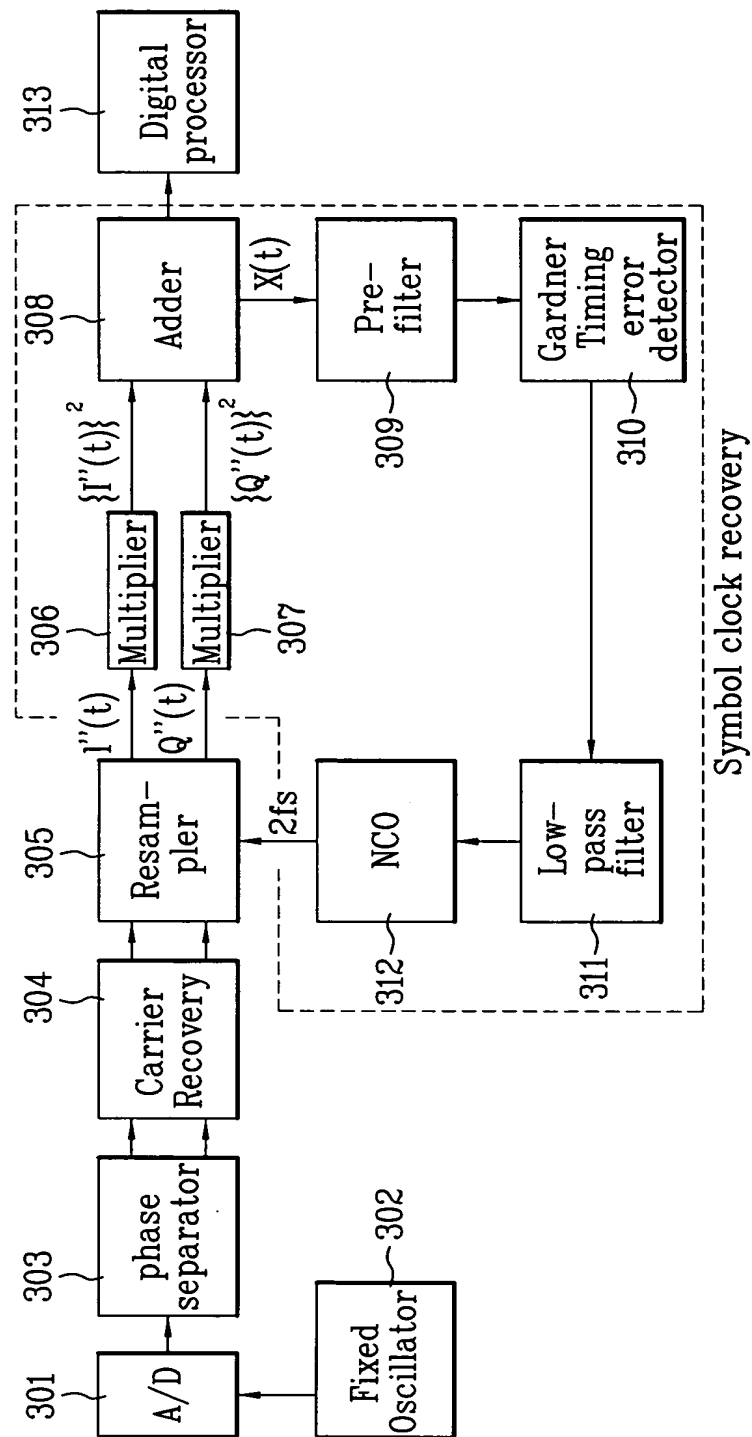 301
A/D
302
Fixed
Oscillator
303
phase
separator
304
Carrier
Recovery
305
Resam-
pler
I''(t)
Q''(t)
306
Multiplier
307
Multiplier
{I''(t)}²
{Q''(t)}²
308
Adder
X(t)
313
Digital
processor
309
Pre-
filter
310
Gardner
Timing
error
detector
311
Low-
pass
filter
312
NCO
2fs
Symbol clock recovery